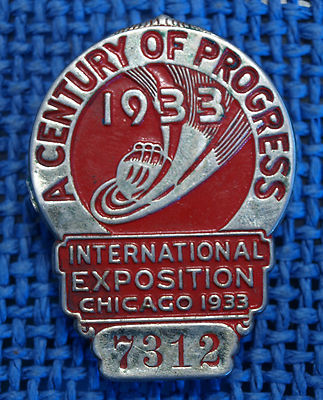 A CENTURY OF PROGRESS
1933
INTERNATIONAL
EXPOSITION
CHICAGO 1933
7312